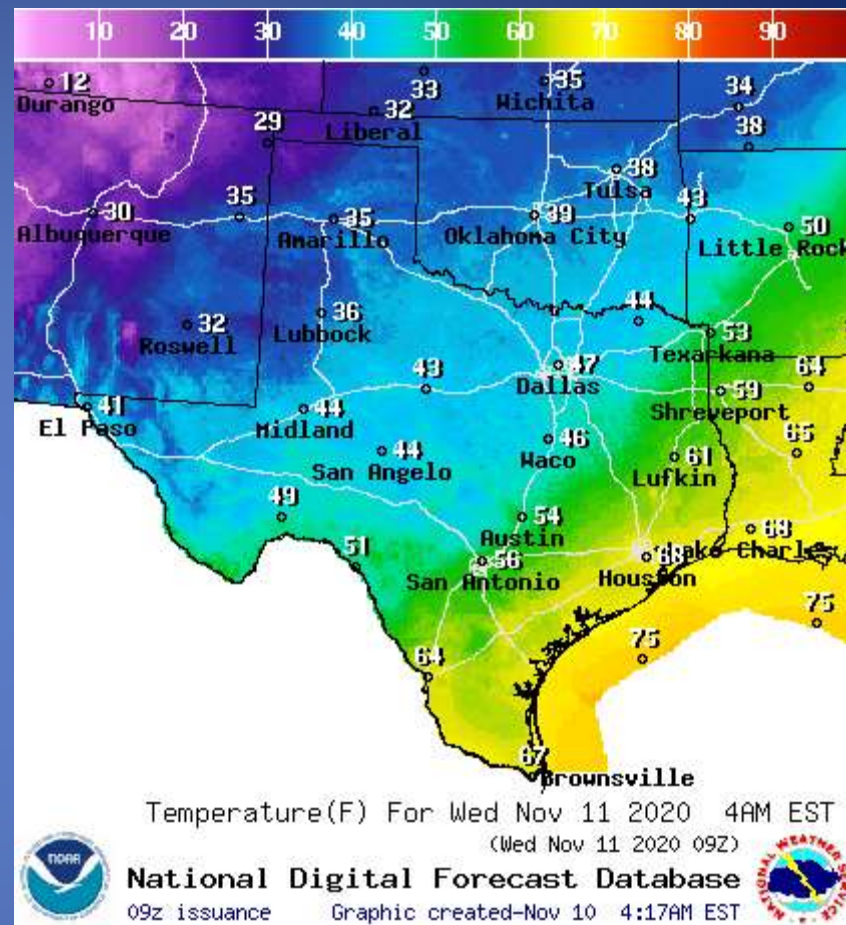 10 20 30 40 50 60 70 80 90
12
Durango
33
35
Wichita
34
32
Liberal
29
38
38
Tulsa
30
Albuquerque
35
35
Amarillo
39
Oklahoma City
43
50
Little Rock
32
Roswell
36
Lubbock
44
53
Texarkana
47
Dallas
43
59
Shreveport
64
41
El Paso
44
Midland
44
San Angelo
46
Waco
61
Lufkin
65
49
54
Austin
68
Lake Charles
51
56
San Antonio
68
Houston
75
75
64
67
Brownsville
Temperature(F) For Wed Nov 11 2020 4AM EST
(Wed Nov 11 2020 09Z)
NOAA
National Digital Forecast Database
09z issuance Graphic created-Nov 10 4:17AM EST
NATIONAL WEATHER SERVICE